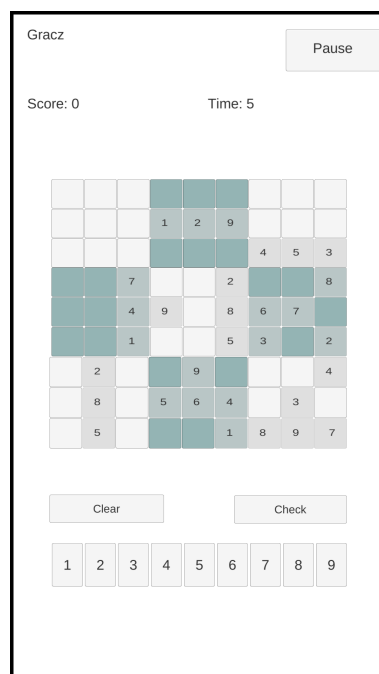 Gracz
Pause
Score: 0 Time: 5
1 2 9
4 5 3
7 2 8
4 9 8 6 7
1 5 3 2
2 9 4
8 5 6 4 3
5 1 8 9 7
Clear Check
1 2 3 4 5 6 7 8 9